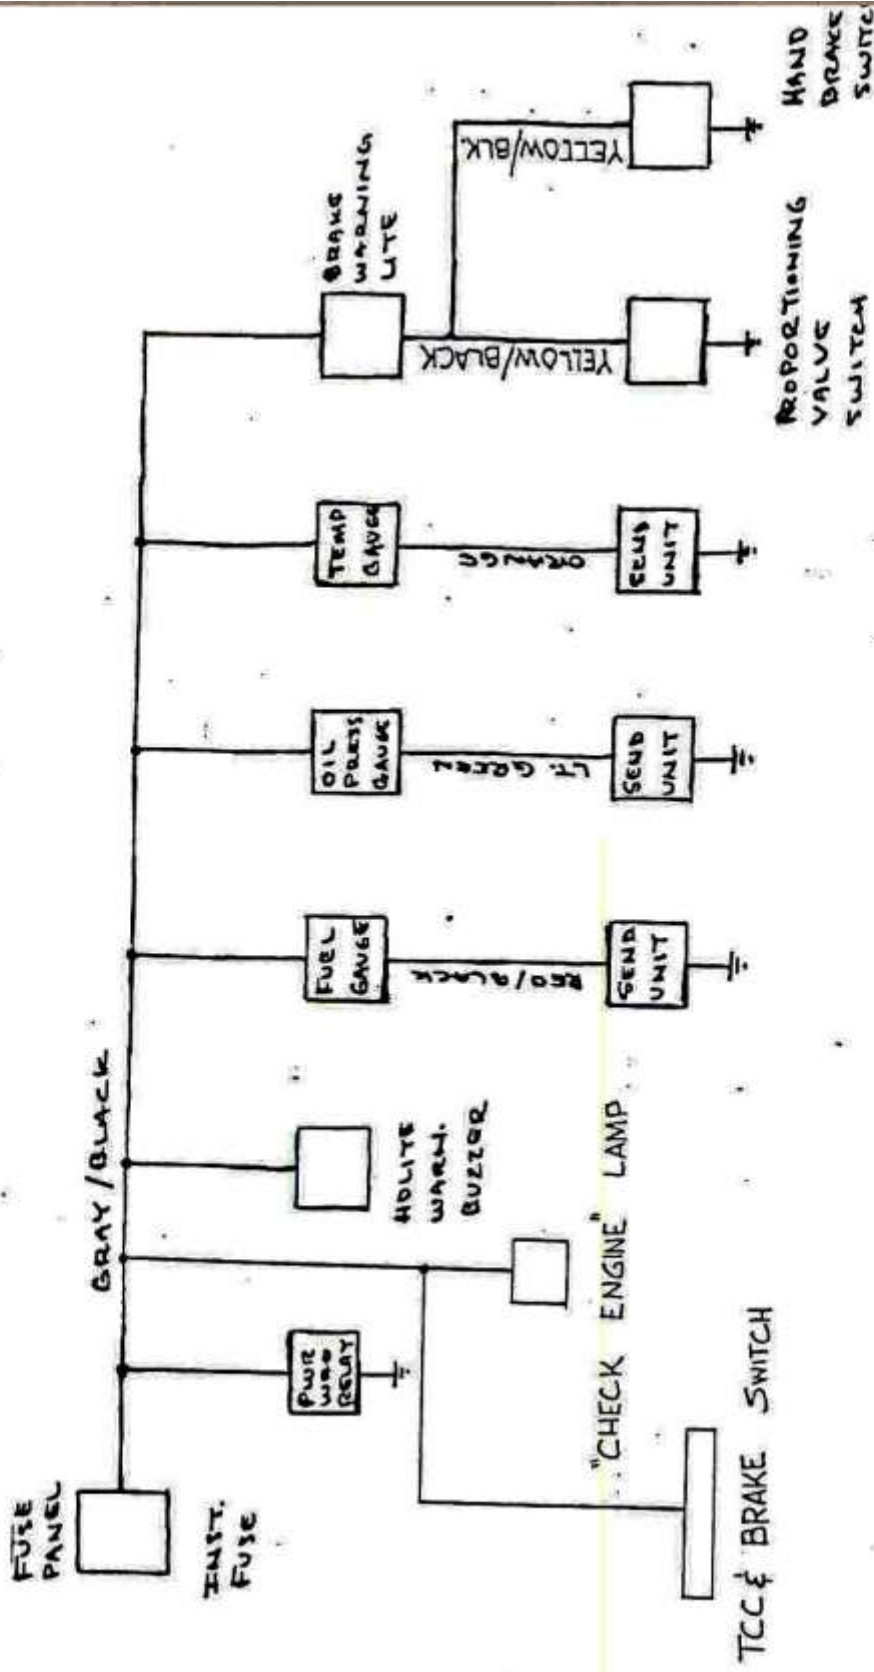 FUSE
PANEL
INST.
FUSE
GRAY/BLACK
PWR
WDO
RELAY
TCC & BRAKE SWITCH
"CHECK ENGINE" LAMP
HDLITE
WARN.
BUZZER
FUEL
GAUGE
RED/BLACK
SEND
UNIT
OIL
PRESS
GAUGE
LT. GREEN
SEND
UNIT
TEMP
GAUGE
ORANGE
SEND
UNIT
BRAKE
WARNING
LITE
YELLOW/BLACK
PROPORTIONING
VALUE
SWITCH
YELLOW/BLK.
HAND
BRAKE
SWITC